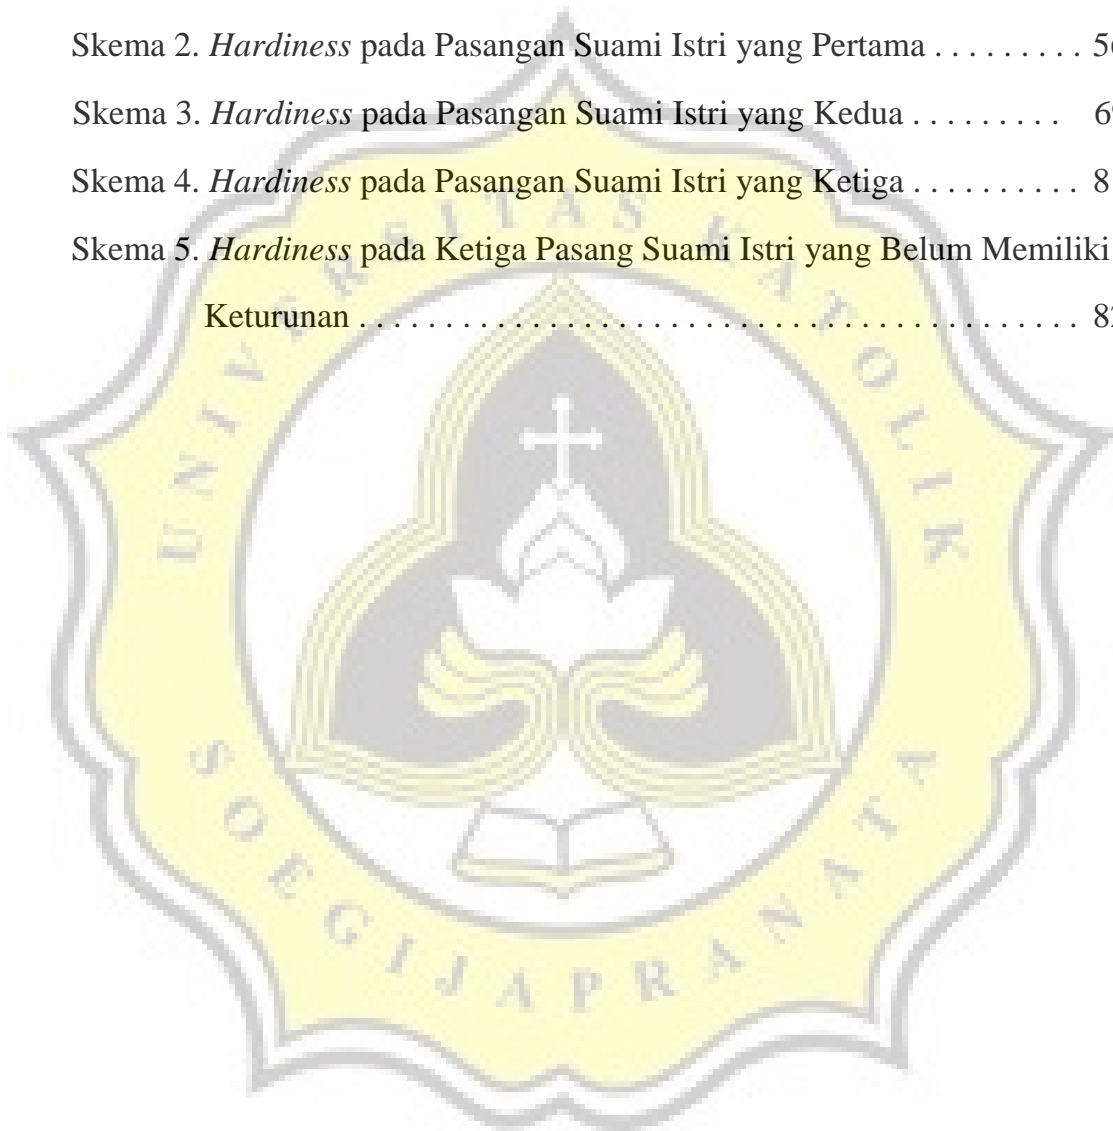 Skema 2. Hardiness pada Pasangan Suami Istri yang Pertama . . . . . . . . .
Skema 3. Hardiness pada Pasangan Suami Istri yang Kedua . . . . . . . . .
Skema 4. Hardiness pada Pasangan Suami Istri yang Ketiga . . . . . . . . . .
Skema 5. Hardiness pada Ketiga Pasang Suami Istri yang Belum Memiliki
Keturunan . . . . . . . . . . . . . . . . . . . . . . . . . . . . . . . . . . . . . . . . .
UNIVERSITAS KATOLIK
SOEGIJAPRANATA